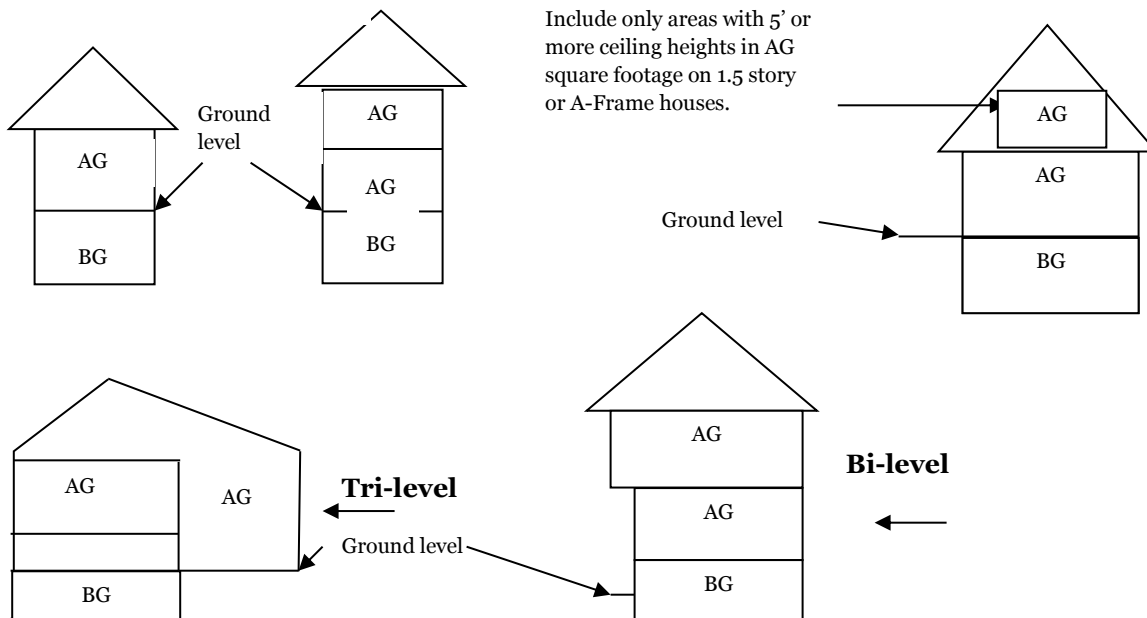 Include only areas with 5’ or
more ceiling heights in AG
square footage on 1.5 story
or A-Frame houses.
Ground
level
AG
AG
BG
AG
AG
BG
AG
AG
Ground level
BG
AG
AG
BG
Tri-level
Ground level
AG
AG
BG
Bi-level